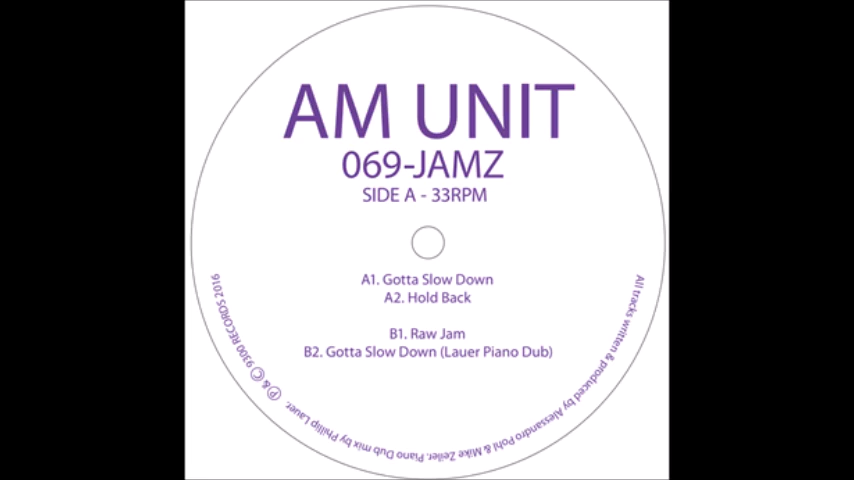 AM UNIT
069-JAMZ
SIDE A - 33RPM
A1. Gotta Slow Down
A2. Hold Back
B1. Raw Jam
B2. Gotta Slow Down (Lauer Piano Dub)
All tracks written & produced by Alessandro Pohl & Mike Zeiler. Piano Dub mix by Phillip Lauer. ℗ & © 9300 RECORDS 2016